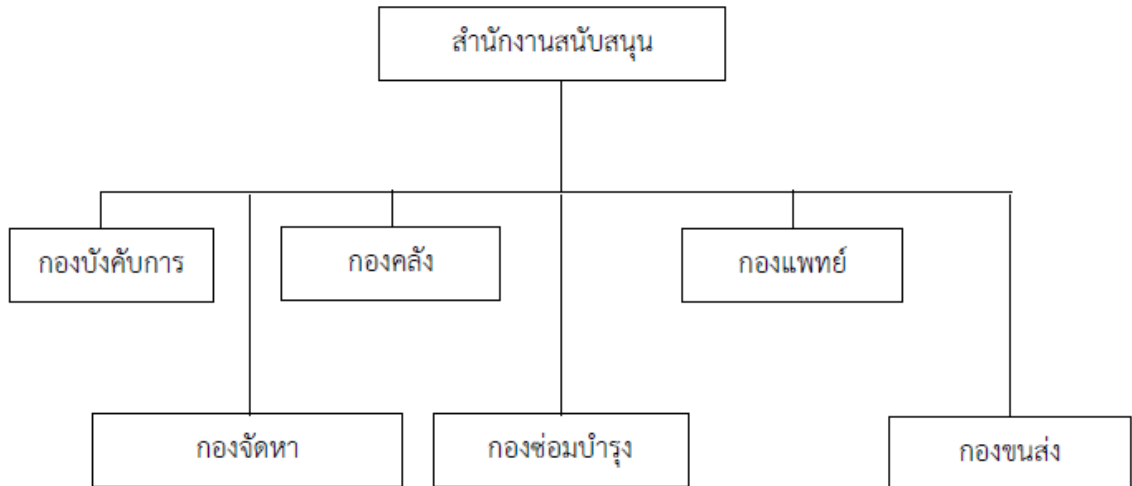 สำนักงานสนับสนุน
กองบังคับการ
กองคลัง
กองแพทย์
กองจัดหา
กองซ่อมบำรุง
กองขนส่ง